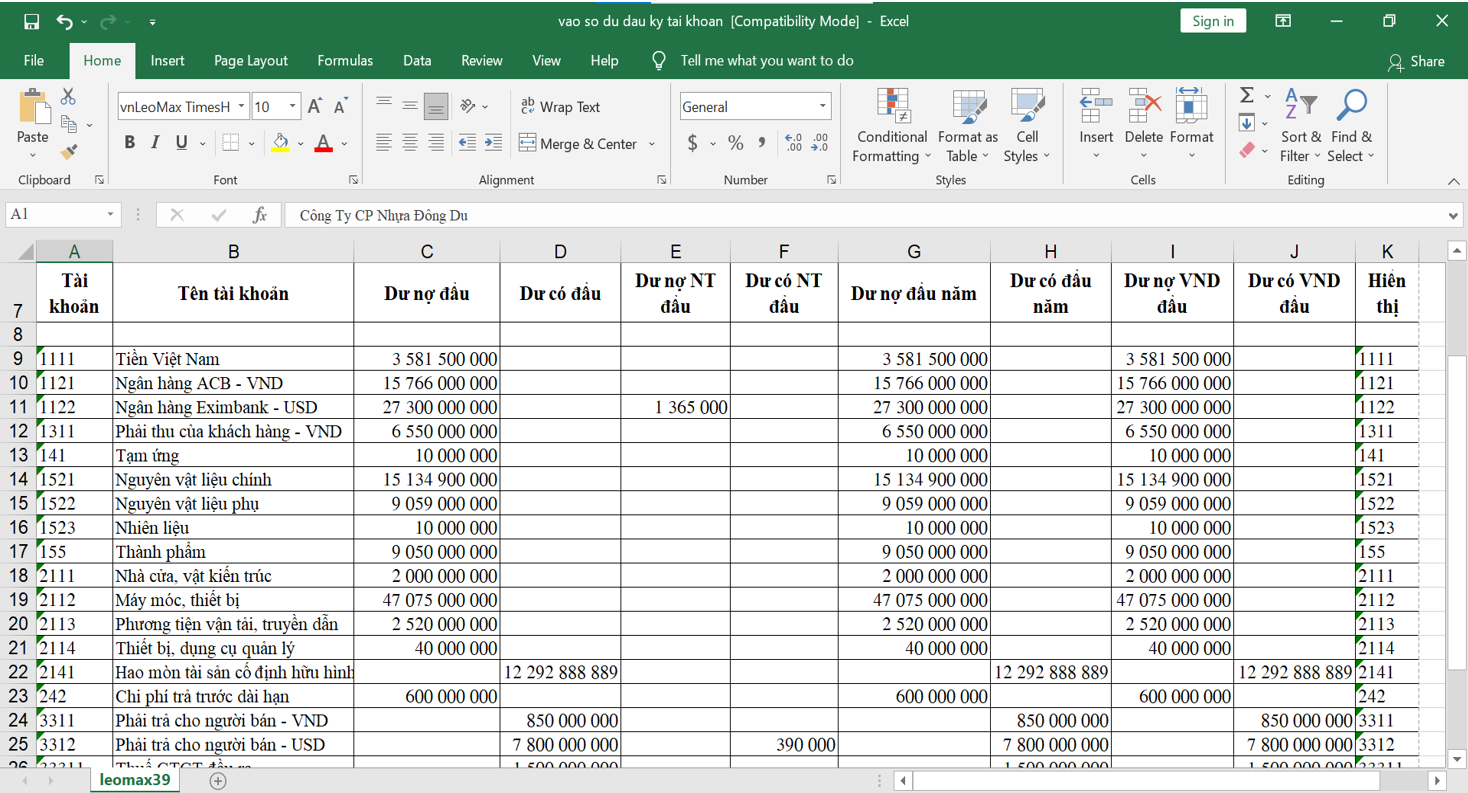 vao so du dau ky tai khoan [Compatibility Mode] - Excel
Sign in
File Home Insert Page Layout Formulas Data Review View Help Tell me what you want to do
Share
Paste
vnLeoMax TimesH 10
Wrap Text
General
Merge & Center
Conditional Formatting
Format as Table
Cell Styles
Insert Delete Format
Sort & Filter
Find & Select
Clipboard Font Alignment Number Styles Cells Editing
A1 fx Công Ty CP Nhựa Đông Du
A B C D E F G H I J K
7 Tài khoản Tên tài khoản Dư nợ đầu Dư có đầu Dư nợ NT đầu Dư có NT đầu Dư nợ đầu năm Dư có đầu năm Dư nợ VND đầu Dư có VND đầu Hiển thị
8
9 1111 Tiền Việt Nam 3 581 500 000 3 581 500 000 3 581 500 000 1111
10 1121 Ngân hàng ACB - VND 15 766 000 000 15 766 000 000 15 766 000 000 1121
11 1122 Ngân hàng Eximbank - USD 27 300 000 000 1 365 000 27 300 000 000 27 300 000 000 1122
12 1311 Phải thu của khách hàng - VND 6 550 000 000 6 550 000 000 6 550 000 000 1311
13 141 Tạm ứng 10 000 000 10 000 000 10 000 000 141
14 1521 Nguyên vật liệu chính 15 134 900 000 15 134 900 000 15 134 900 000 1521
15 1522 Nguyên vật liệu phụ 9 059 000 000 9 059 000 000 9 059 000 000 1522
16 1523 Nhiên liệu 10 000 000 10 000 000 10 000 000 1523
17 155 Thành phẩm 9 050 000 000 9 050 000 000 9 050 000 000 155
18 2111 Nhà cửa, vật kiến trúc 2 000 000 000 2 000 000 000 2 000 000 000 2111
19 2112 Máy móc, thiết bị 47 075 000 000 47 075 000 000 47 075 000 000 2112
20 2113 Phương tiện vận tải, truyền dẫn 2 520 000 000 2 520 000 000 2 520 000 000 2113
21 2114 Thiết bị, dụng cụ quản lý 40 000 000 40 000 000 40 000 000 2114
22 2141 Hao mòn tài sản cố định hữu hình 12 292 888 889 12 292 888 889 12 292 888 889 2141
23 242 Chi phí trả trước dài hạn 600 000 000 600 000 000 600 000 000 242
24 3311 Phải trả cho người bán - VND 850 000 000 850 000 000 850 000 000 3311
25 3312 Phải trả cho người bán - USD 7 800 000 000 390 000 7 800 000 000 7 800 000 000 3312
26 33311 Thuế GTGT đầu ra 1 500 000 000 1 500 000 000 1 500 000 000 33311
leomax39